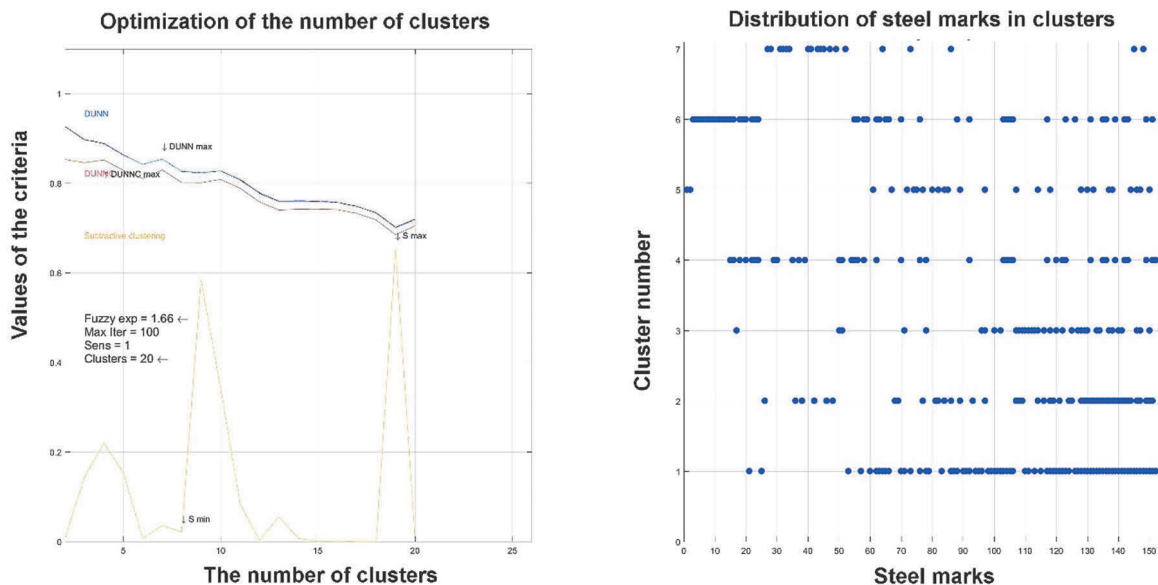 Optimization of the number of clusters
Values of the criteria
1
0.8
0.6
0.4
0.2
0
DUNN
↓ DUNN max
↓ DUNNC max
Subtractive clustering
↓ S max
Fuzzy exp = 1.66 ←
Max Iter = 100
Sens = 1
Clusters = 20 ←
↓ S min
5 10 15 20 25
The number of clusters
Distribution of steel marks in clusters
Cluster number
7
6
5
4
3
2
1
0
0 10 20 30 40 50 60 70 80 90 100 110 120 130 140 150
Steel marks